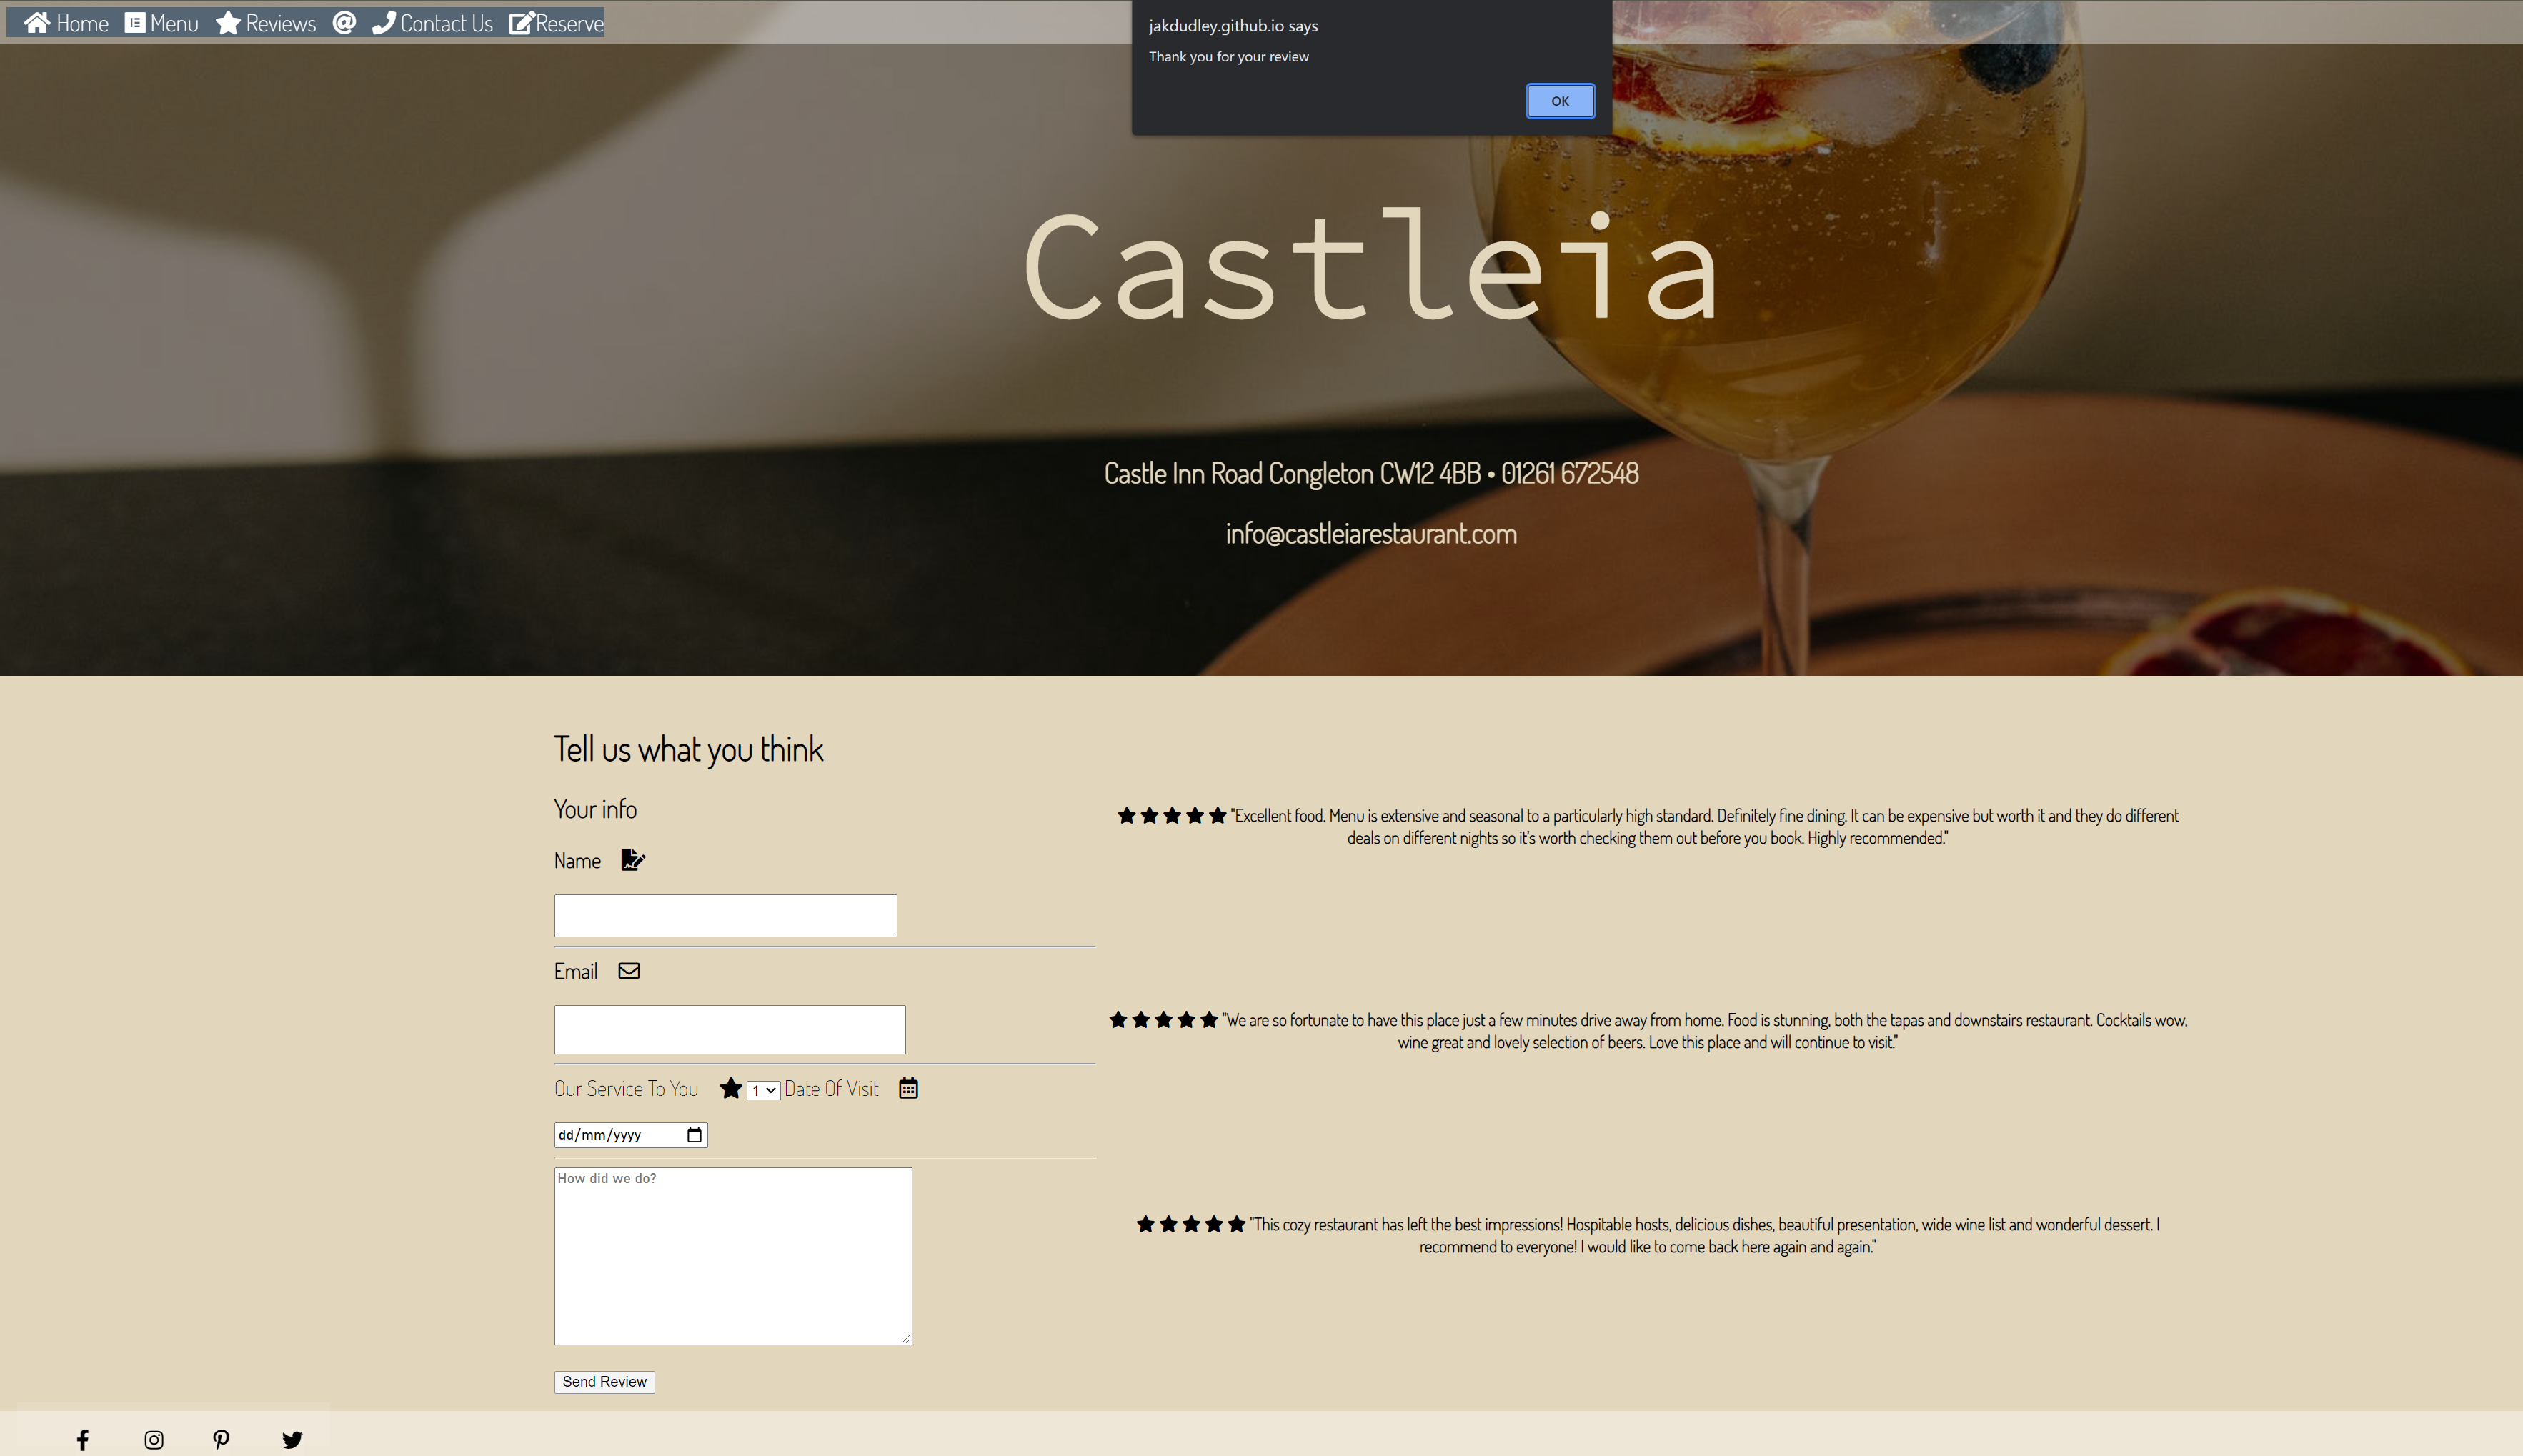 Home Menu Reviews @ Contact Us Reserve
jakdudley.github.io says
Thank you for your review
OK
Castleia
Castle Inn Road Congleton CW12 4BB • 01261 672548
info@castleiarestaurant.com
Tell us what you think
Your info
Name
Email
Our Service To You 1 Date Of Visit
dd/mm/yyyy
How did we do?
Send Review
"Excellent food. Menu is extensive and seasonal to a particularly high standard. Definitely fine dining. It can be expensive but worth it and they do different
deals on different nights so it's worth checking them out before you book. Highly recommended."
"We are so fortunate to have this place just a few minutes drive away from home. Food is stunning, both the tapas and downstairs restaurant. Cocktails wow,
wine great and lovely selection of beers. Love this place and will continue to visit."
"This cozy restaurant has left the best impressions! Hospitable hosts, delicious dishes, beautiful presentation, wide wine list and wonderful dessert. I
recommend to everyone! I would like to come back here again and again."